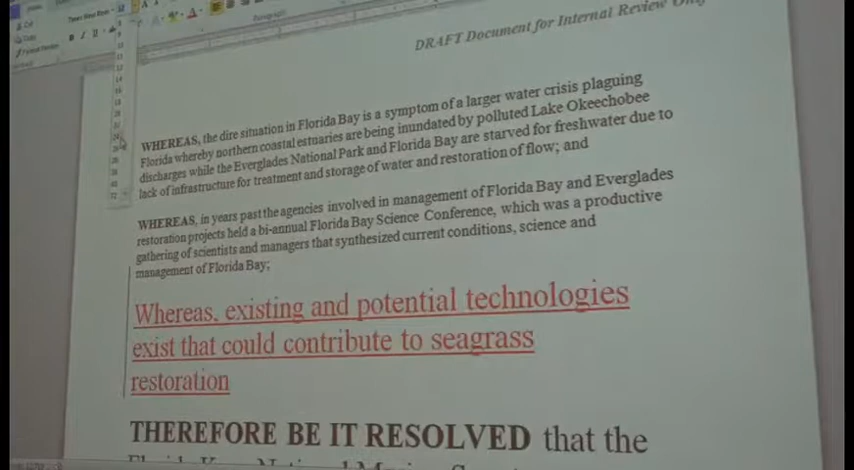 DRAFT Document for Internal Review Only
WHEREAS, the dire situation in Florida Bay is a symptom of a larger water crisis plaguing
Florida whereby northern coastal estuaries are being inundated by polluted Lake Okeechobee
discharges while the Everglades National Park and Florida Bay are starved for freshwater due to
lack of infrastructure for treatment and storage of water and restoration of flow; and
WHEREAS, in years past the agencies involved in management of Florida Bay and Everglades
restoration projects held a bi-annual Florida Bay Science Conference, which was a productive
gathering of scientists and managers that synthesized current conditions, science and
management of Florida Bay;
Whereas, existing and potential technologies
exist that could contribute to seagrass
restoration
THEREFORE BE IT RESOLVED that the